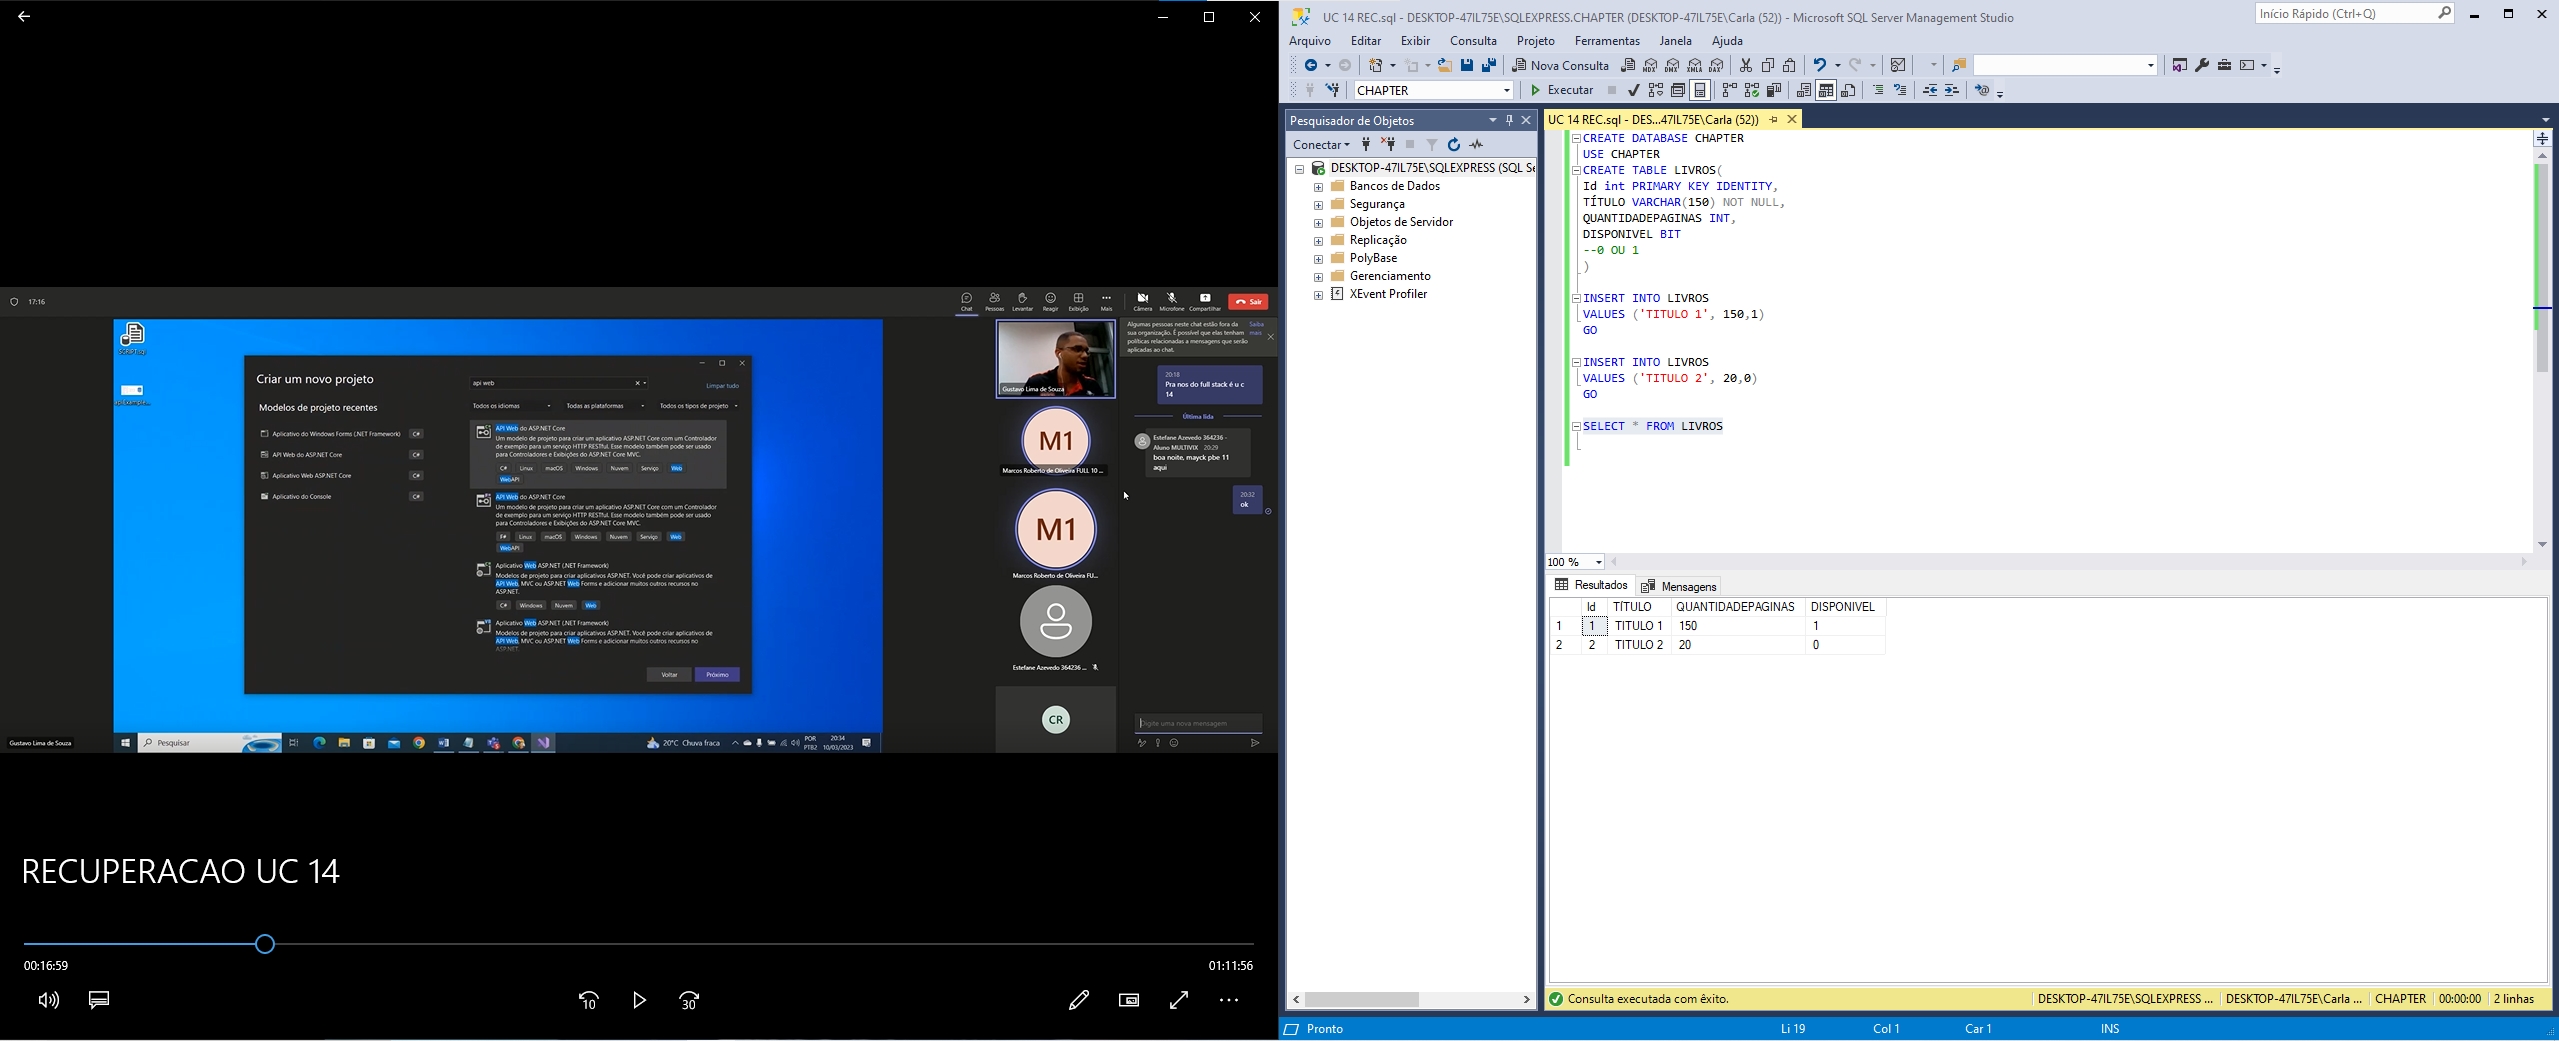 17:16
Chat
Pessoas
Levantar
Reagir
Exibição
Mais
Câmera
Microfone
Compartilhar
Sair
Criar um novo projeto
Modelos de projeto recentes
Aplicativo do Windows Forms (.NET Framework) C#
API Web do ASP.NET Core C#
Aplicativo Web ASP.NET Core C#
Aplicativo do Console C#
api web
Limpar tudo
Todos os idiomas
Todas as plataformas
Todos os tipos de projeto
API Web do ASP.NET Core
Um modelo de projeto para criar um aplicativo ASP.NET Core com um Controlador
de exemplo para um serviço HTTP RESTful. Esse modelo também pode ser usado
para Controladores e Exibições do ASP.NET Core MVC.
C# Linux macOS Windows Nuvem Serviço Web
WebAPI
API Web do ASP.NET Core
Um modelo de projeto para criar um aplicativo ASP.NET Core com um Controlador
de exemplo para um serviço HTTP RESTful. Esse modelo também pode ser usado
para Controladores e Exibições do ASP.NET Core MVC.
F# Linux macOS Windows Nuvem Serviço Web
WebAPI
Aplicativo Web ASP.NET (.NET Framework)
Modelos de projeto para criar aplicativos ASP.NET. Você pode criar aplicativos de
API Web, MVC ou ASP.NET Web Forms e adicionar muitos outros recursos no
ASP.NET.
C# Windows Nuvem Web
Aplicativo Web ASP.NET (.NET Framework)
Modelos de projeto para criar aplicativos ASP.NET. Você pode criar aplicativos de
API Web, MVC ou ASP.NET Web Forms e adicionar muitos outros recursos no
ASP.NET.
Voltar
Próximo
Pesquisar
20°C Chuva fraca
POR
PTB2
20:34
10/03/2023
Gustavo Lima de Souza
Gustavo Lima de Souza
M1
Marcos Roberto de Oliveira FULL 10 ...
M1
Marcos Roberto de Oliveira FU...
Estefane Azevedo 364236 ...
CR
Algumas pessoas neste chat estão fora da
sua organização. É possível que elas tenham
políticas relacionadas a mensagens que serão
aplicadas ao chat.
Saiba
mais
20:18
Pra nos do full stack é u c
14
Última lida
Estefane Azevedo 364236 -
Aluno MULTIVIX 20:29
boa noite, mayck pbe 11
aqui
20:32
ok
Digite uma nova mensagem
RECUPERACAO UC 14
00:16:59
01:11:56
10
30
UC 14 REC.sql - DESKTOP-47IL75E\SQLEXPRESS.CHAPTER (DESKTOP-47IL75E\Carla (52)) - Microsoft SQL Server Management Studio
Início Rápido (Ctrl+Q)
Arquivo Editar Exibir Consulta Projeto Ferramentas Janela Ajuda
Nova Consulta
MDX DMX XMLA DAX
CHAPTER
Executar
Pesquisador de Objetos
Conectar
DESKTOP-47IL75E\SQLEXPRESS (SQL Se
Bancos de Dados
Segurança
Objetos de Servidor
Replicação
PolyBase
Gerenciamento
XEvent Profiler
UC 14 REC.sql - DES...47IL75E\Carla (52))
CREATE DATABASE CHAPTER
USE CHAPTER
CREATE TABLE LIVROS(
Id int PRIMARY KEY IDENTITY,
TÍTULO VARCHAR(150) NOT NULL,
QUANTIDADEPAGINAS INT,
DISPONIVEL BIT
--0 OU 1
)
INSERT INTO LIVROS
VALUES ('TITULO 1', 150,1)
GO
INSERT INTO LIVROS
VALUES ('TITULO 2', 20,0)
GO
SELECT * FROM LIVROS
100 %
Resultados Mensagens
Id TÍTULO QUANTIDADEPAGINAS DISPONIVEL
1 1 TITULO 1 150 1
2 2 TITULO 2 20 0
Consulta executada com êxito.
DESKTOP-47IL75E\SQLEXPRESS ... DESKTOP-47IL75E\Carla ... CHAPTER 00:00:00 2 linhas
Pronto
Li 19
Col 1
Car 1
INS